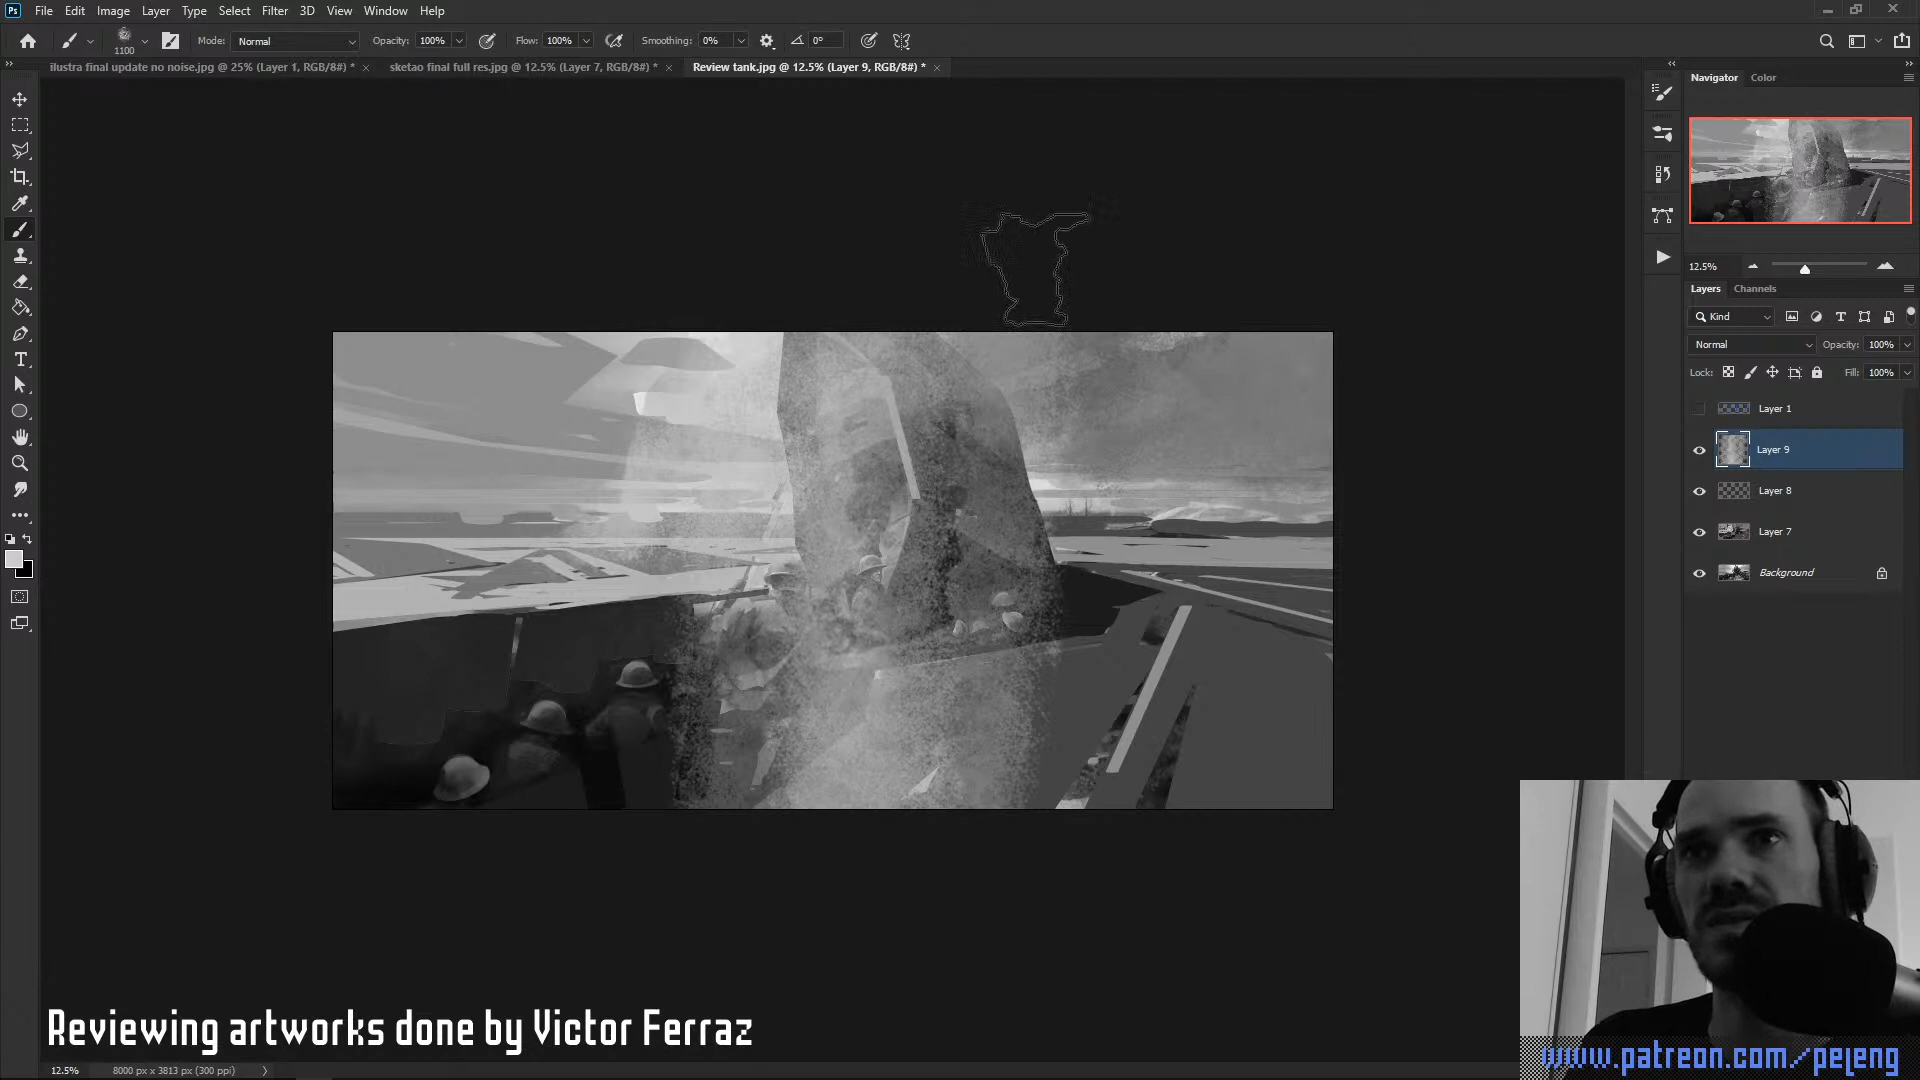 Ps File Edit Image Layer Type Select Filter 3D View Window Help
1100 Mode: Normal Opacity: 100% Flow: 100% Smoothing: 0% 0°
ilustra final update no noise.jpg @ 25% (Layer 1, RGB/8#) * sketao final full res.jpg @ 12.5% (Layer 7, RGB/8#) * Review tank.jpg @ 12.5% (Layer 9, RGB/8#) *
Navigator Color
12.5%
Layers Channels
Kind
Normal Opacity: 100%
Lock: Fill: 100%
Layer 1
Layer 9
Layer 8
Layer 7
Background
Reviewing artworks done by Victor Ferraz
www.patreon.com/peleng
12.5% 8000 px x 3813 px (300 ppi)